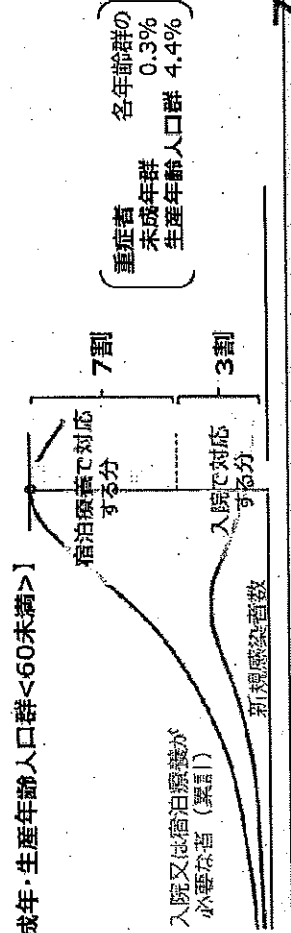 成年・生産年齢人口群<60未満>】
入院又は宿泊療養が
必要な者（累計）
宿泊療養で対応
する分
7割
入院で対応
する分
3割
新規感染者数
重症者 各年齢群の
未成年群 0.3%
生産年齢人口群 4.4%